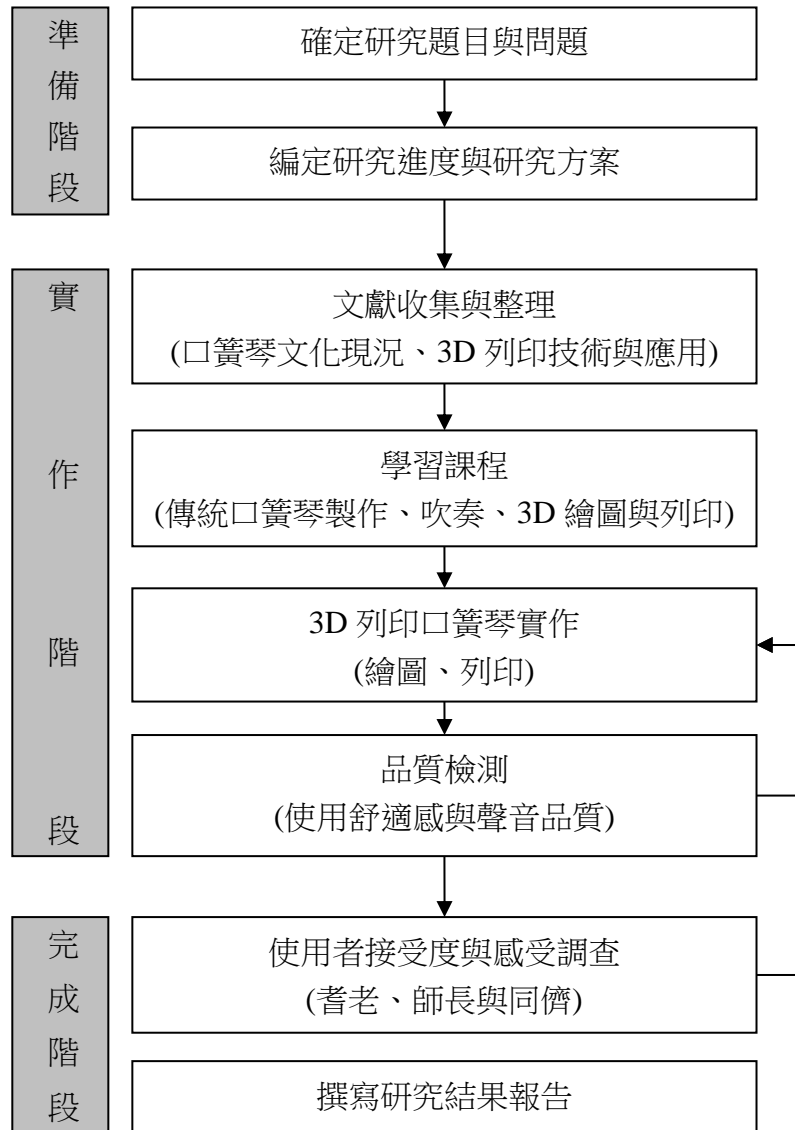 準備階段
確定研究題目與問題
編定研究進度與研究方案
實作階段
文獻收集與整理
(口簧琴文化現況、3D 列印技術與應用)
學習課程
(傳統口簧琴製作、吹奏、3D 繪圖與列印)
3D 列印口簧琴實作
(繪圖、列印)
品質檢測
(使用舒適感與聲音品質)
完成階段
使用者接受度與感受調查
(耆老、師長與同儕)
撰寫研究結果報告